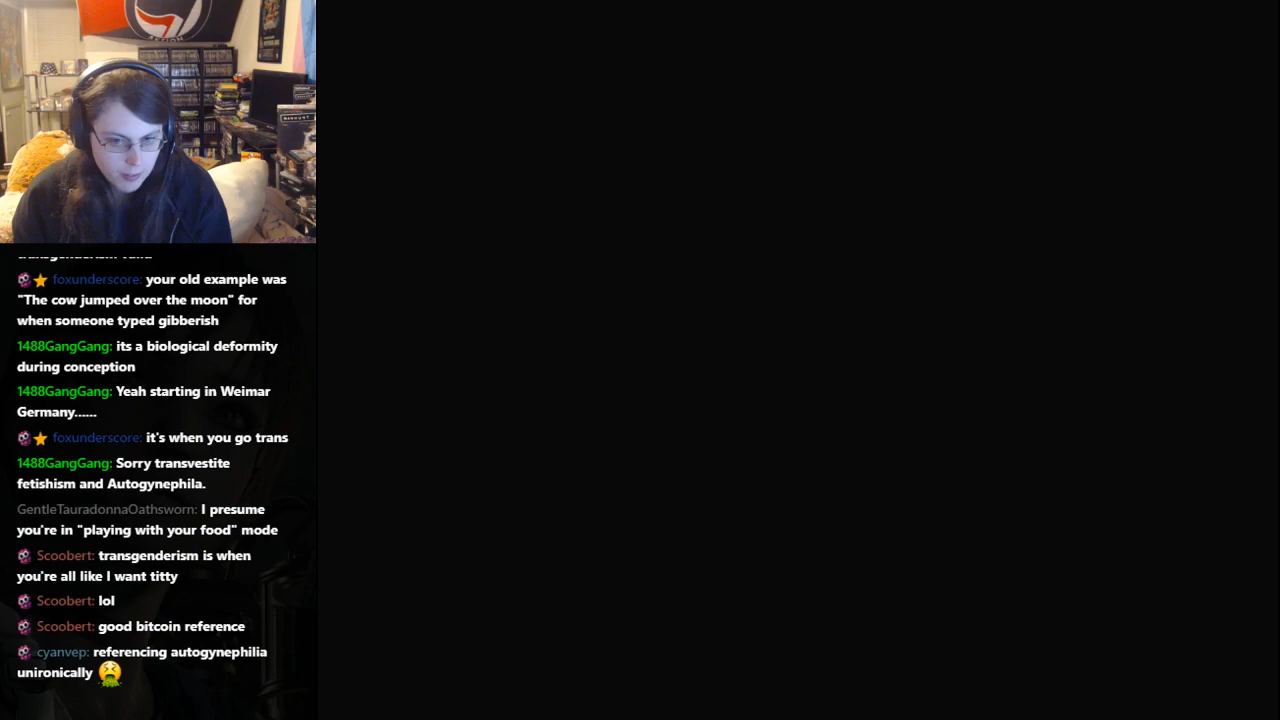 ACTION
foxunderscore: your old example was
"The cow jumped over the moon" for
when someone typed gibberish
1488GangGang: its a biological deformity
during conception
1488GangGang: Yeah starting in Weimar
Germany......
foxunderscore: it's when you go trans
1488GangGang: Sorry transvestite
fetishism and Autogynephila.
GentleTauradonnaOathsworn: I presume
you're in "playing with your food" mode
Scoobert: transgenderism is when
you're all like I want titty
Scoobert: lol
Scoobert: good bitcoin reference
cyanvep: referencing autogynephilia
unironically